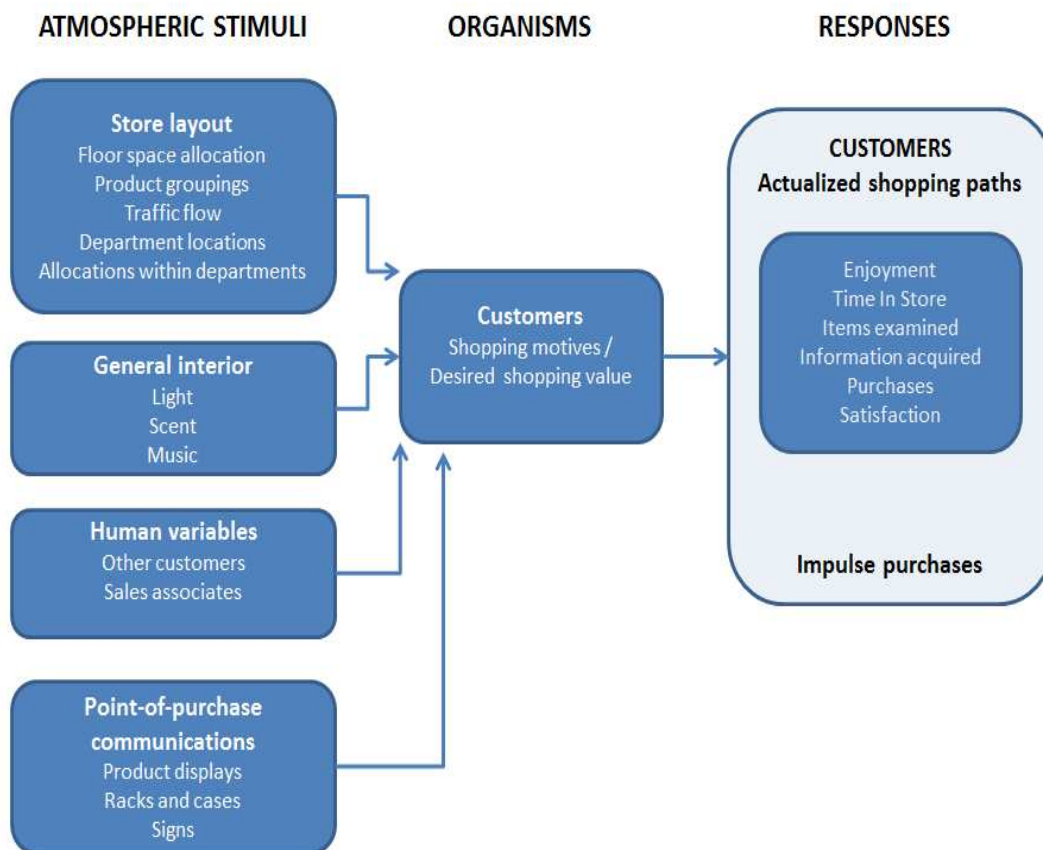 ATMOSPHERIC STIMULI
ORGANISMS
RESPONSES
Store layout
Floor space allocation
Product groupings
Traffic flow
Department locations
Allocations within departments
General interior
Light
Scent
Music
Human variables
Other customers
Sales associates
Point-of-purchase
communications
Product displays
Racks and cases
Signs
Customers
Shopping motives /
Desired shopping value
CUSTOMERS
Actualized shopping paths
Enjoyment
Time In Store
Items examined
Information acquired
Purchases
Satisfaction
Impulse purchases